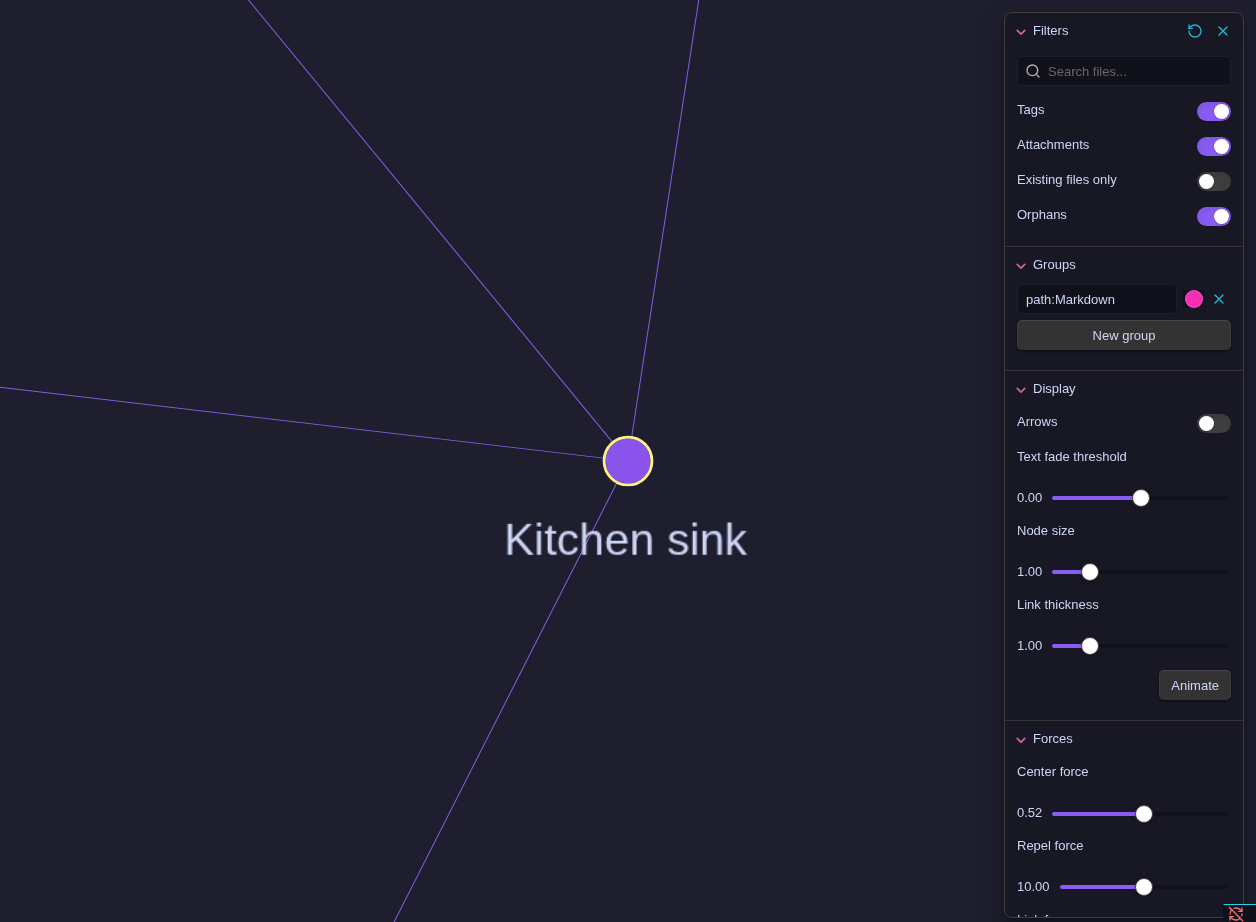 Kitchen sink
Filters
Search files...
Tags
Attachments
Existing files only
Orphans
Groups
path:Markdown
New group
Display
Arrows
Text fade threshold
0.00
Node size
1.00
Link thickness
1.00
Animate
Forces
Center force
0.52
Repel force
10.00